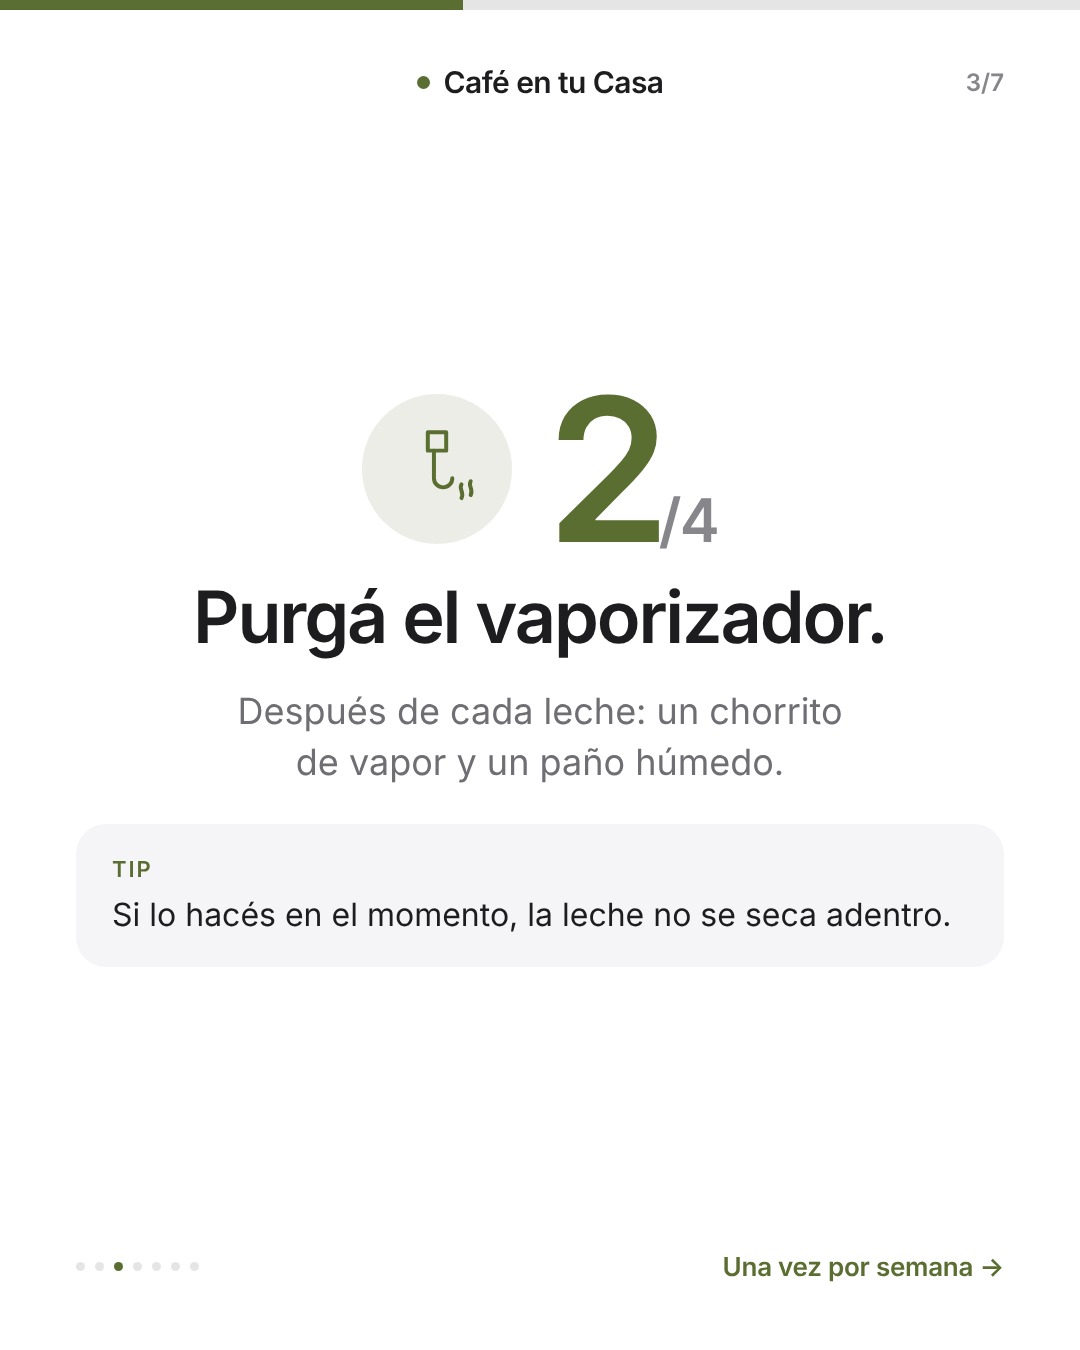 Café en tu Casa
3/7
2/4
Purgá el vaporizador.
Después de cada leche: un chorrito
de vapor y un paño húmedo.
TIP
Si lo hacés en el momento, la leche no se seca adentro.
Una vez por semana →